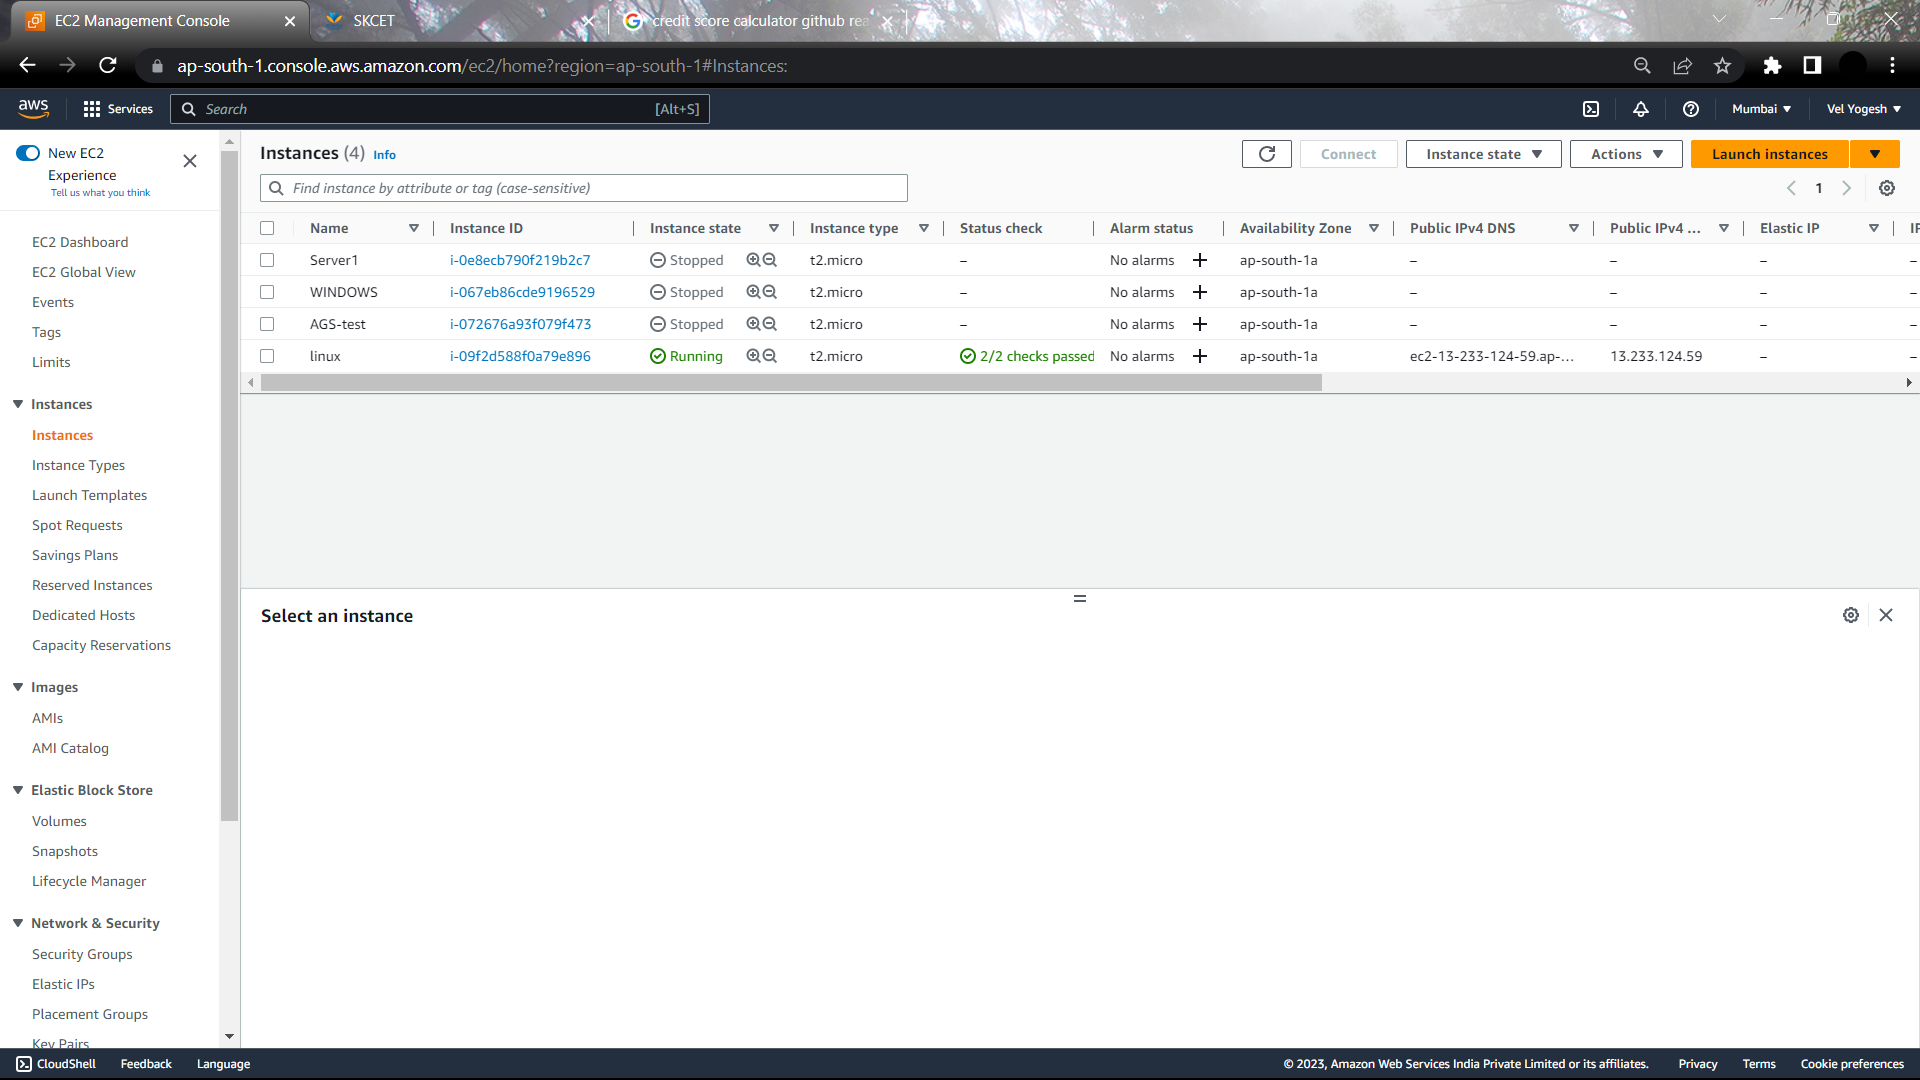 EC2 Management Console
SKCET
credit score calculator github rea
ap-south-1.console.aws.amazon.com/ec2/home?region=ap-south-1#Instances:
aws
Services
Search
[Alt+S]
Mumbai
Vel Yogesh
New EC2
Experience
Tell us what you think
EC2 Dashboard
EC2 Global View
Events
Tags
Limits
Instances
Instances
Instance Types
Launch Templates
Spot Requests
Savings Plans
Reserved Instances
Dedicated Hosts
Capacity Reservations
Images
AMIs
AMI Catalog
Elastic Block Store
Volumes
Snapshots
Lifecycle Manager
Network & Security
Security Groups
Elastic IPs
Placement Groups
Key Pairs
Instances (4) Info
Connect
Instance state
Actions
Launch instances
Find instance by attribute or tag (case-sensitive)
1
Name Instance ID Instance state Instance type Status check Alarm status Availability Zone Public IPv4 DNS Public IPv4 ... Elastic IP IP
Server1 i-0e8ecb790f219b2c7 Stopped t2.micro – No alarms + ap-south-1a – – – –
WINDOWS i-067eb86cde9196529 Stopped t2.micro – No alarms + ap-south-1a – – – –
AGS-test i-072676a93f079f473 Stopped t2.micro – No alarms + ap-south-1a – – – –
linux i-09f2d588f0a79e896 Running t2.micro 2/2 checks passed No alarms + ap-south-1a ec2-13-233-124-59.ap-... 13.233.124.59 – –
Select an instance
CloudShell
Feedback
Language
© 2023, Amazon Web Services India Private Limited or its affiliates.
Privacy
Terms
Cookie preferences